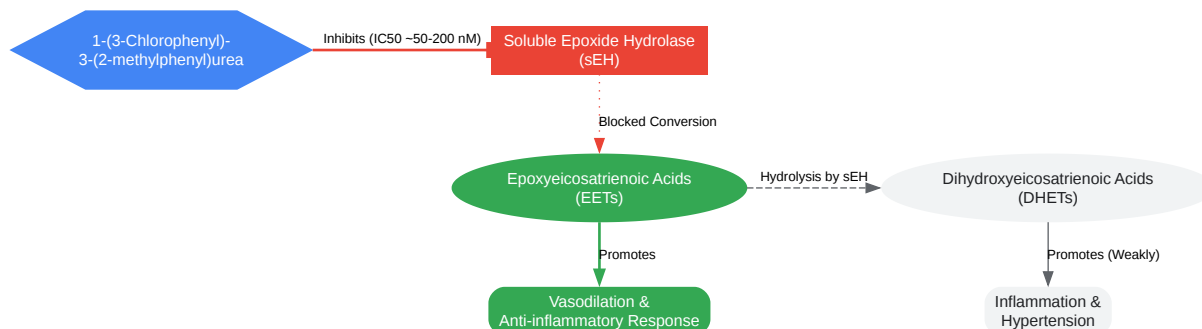 1-(3-Chlorophenyl)-
3-(2-methylphenyl)urea
Inhibits (IC50 ~50-200 nM)
Soluble Epoxide Hydrolase
(sEH)
Blocked Conversion
Epoxyeicosatrienoic Acids
(EETs)
Hydrolysis by sEH
Dihydroxyeicosatrienoic Acids
(DHETs)
Promotes
Promotes (Weakly)
Vasodilation &
Anti-inflammatory Response
Inflammation &
Hypertension